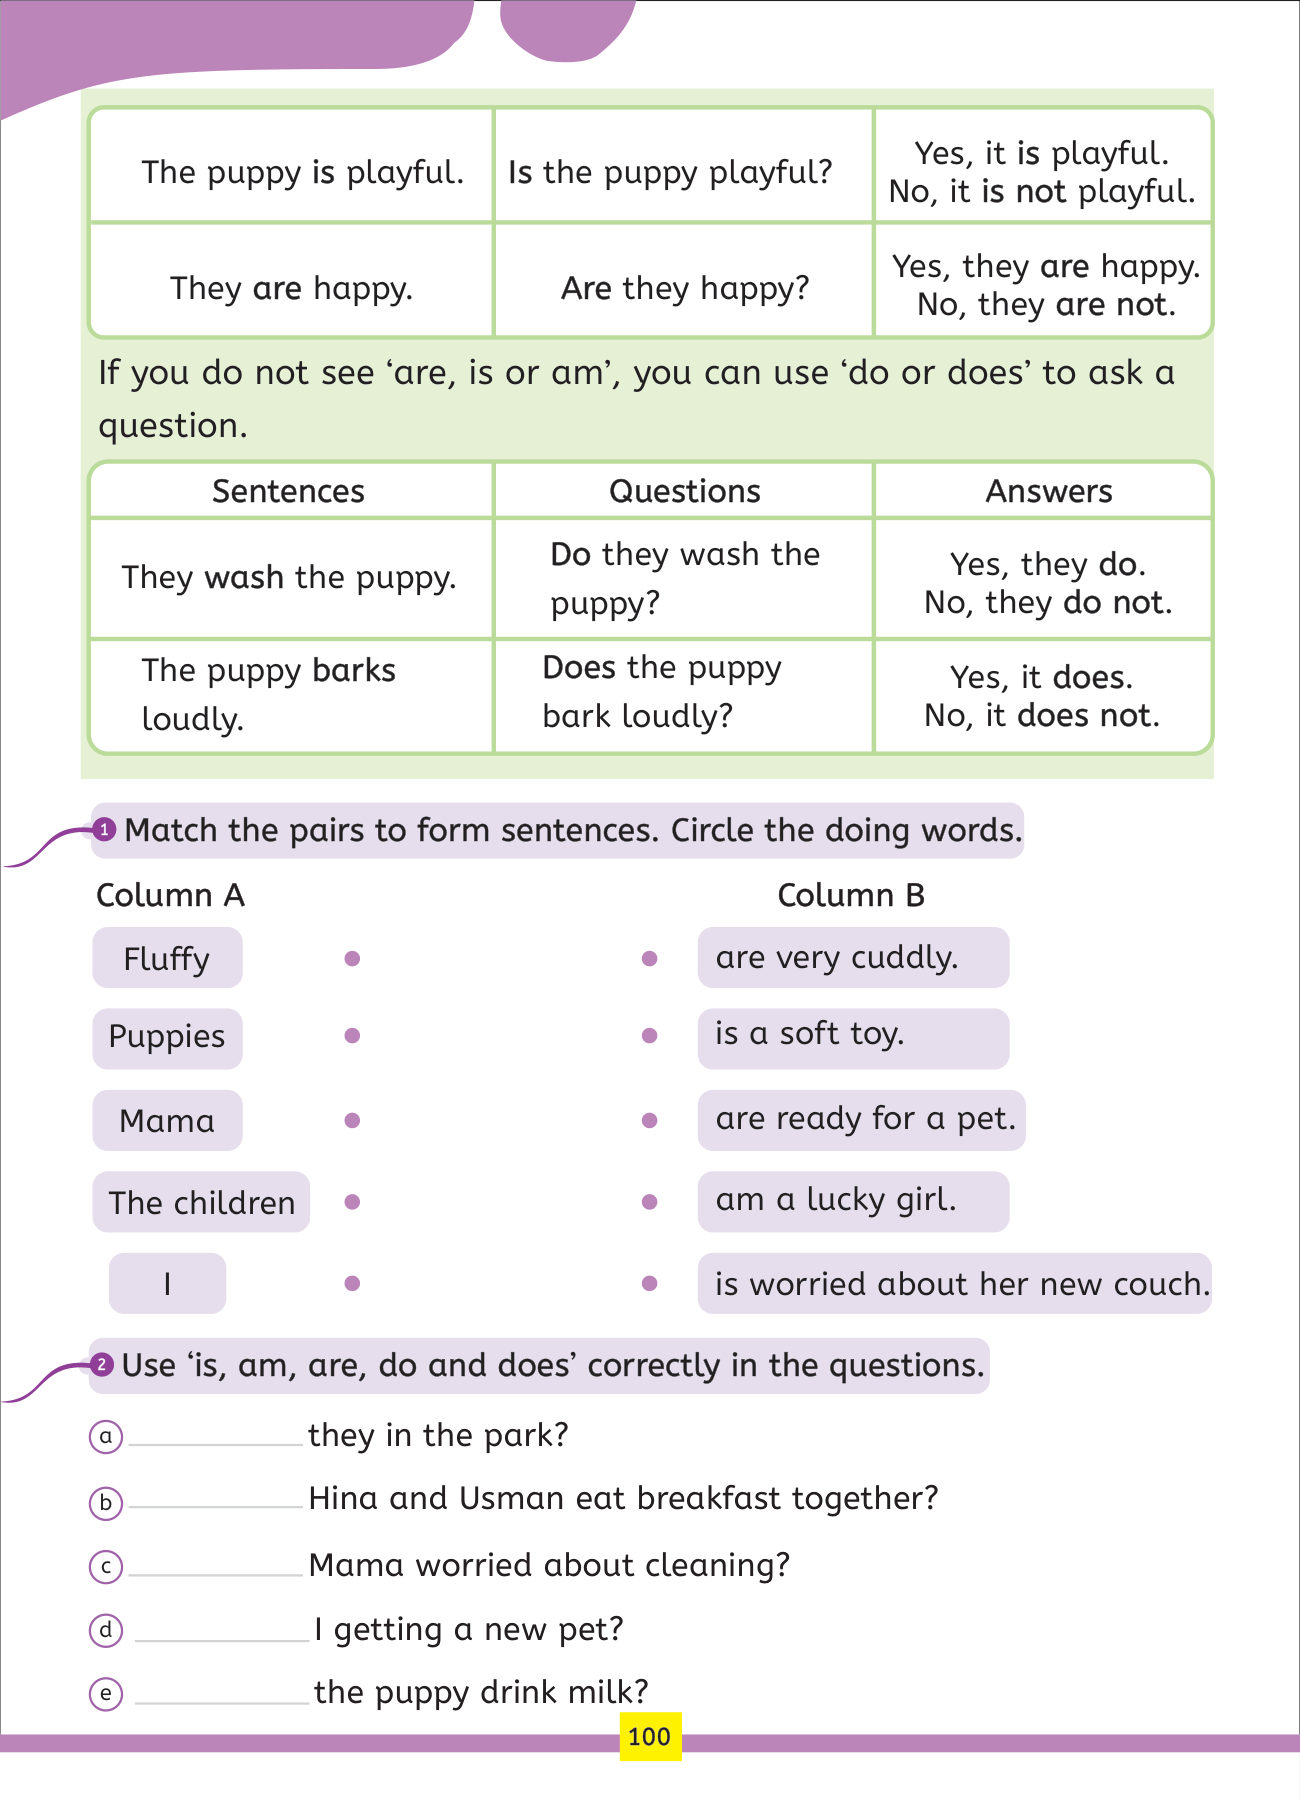 The puppy is playful.
Is the puppy playful?
Yes, it is playful.
No, it is not playful.
They are happy.
Are they happy?
Yes, they are happy.
No, they are not.
If you do not see ‘are, is or am’, you can use ‘do or does’ to ask a
question.
Sentences
Questions
Answers
They wash the puppy.
Do they wash the
puppy?
Yes, they do.
No, they do not.
The puppy barks
loudly.
Does the puppy
bark loudly?
Yes, it does.
No, it does not.
1 Match the pairs to form sentences. Circle the doing words.
Column A
Column B
Fluffy
are very cuddly.
Puppies
is a soft toy.
Mama
are ready for a pet.
The children
am a lucky girl.
I
is worried about her new couch.
2 Use ‘is, am, are, do and does’ correctly in the questions.
a they in the park?
b Hina and Usman eat breakfast together?
c Mama worried about cleaning?
d I getting a new pet?
e the puppy drink milk?
100